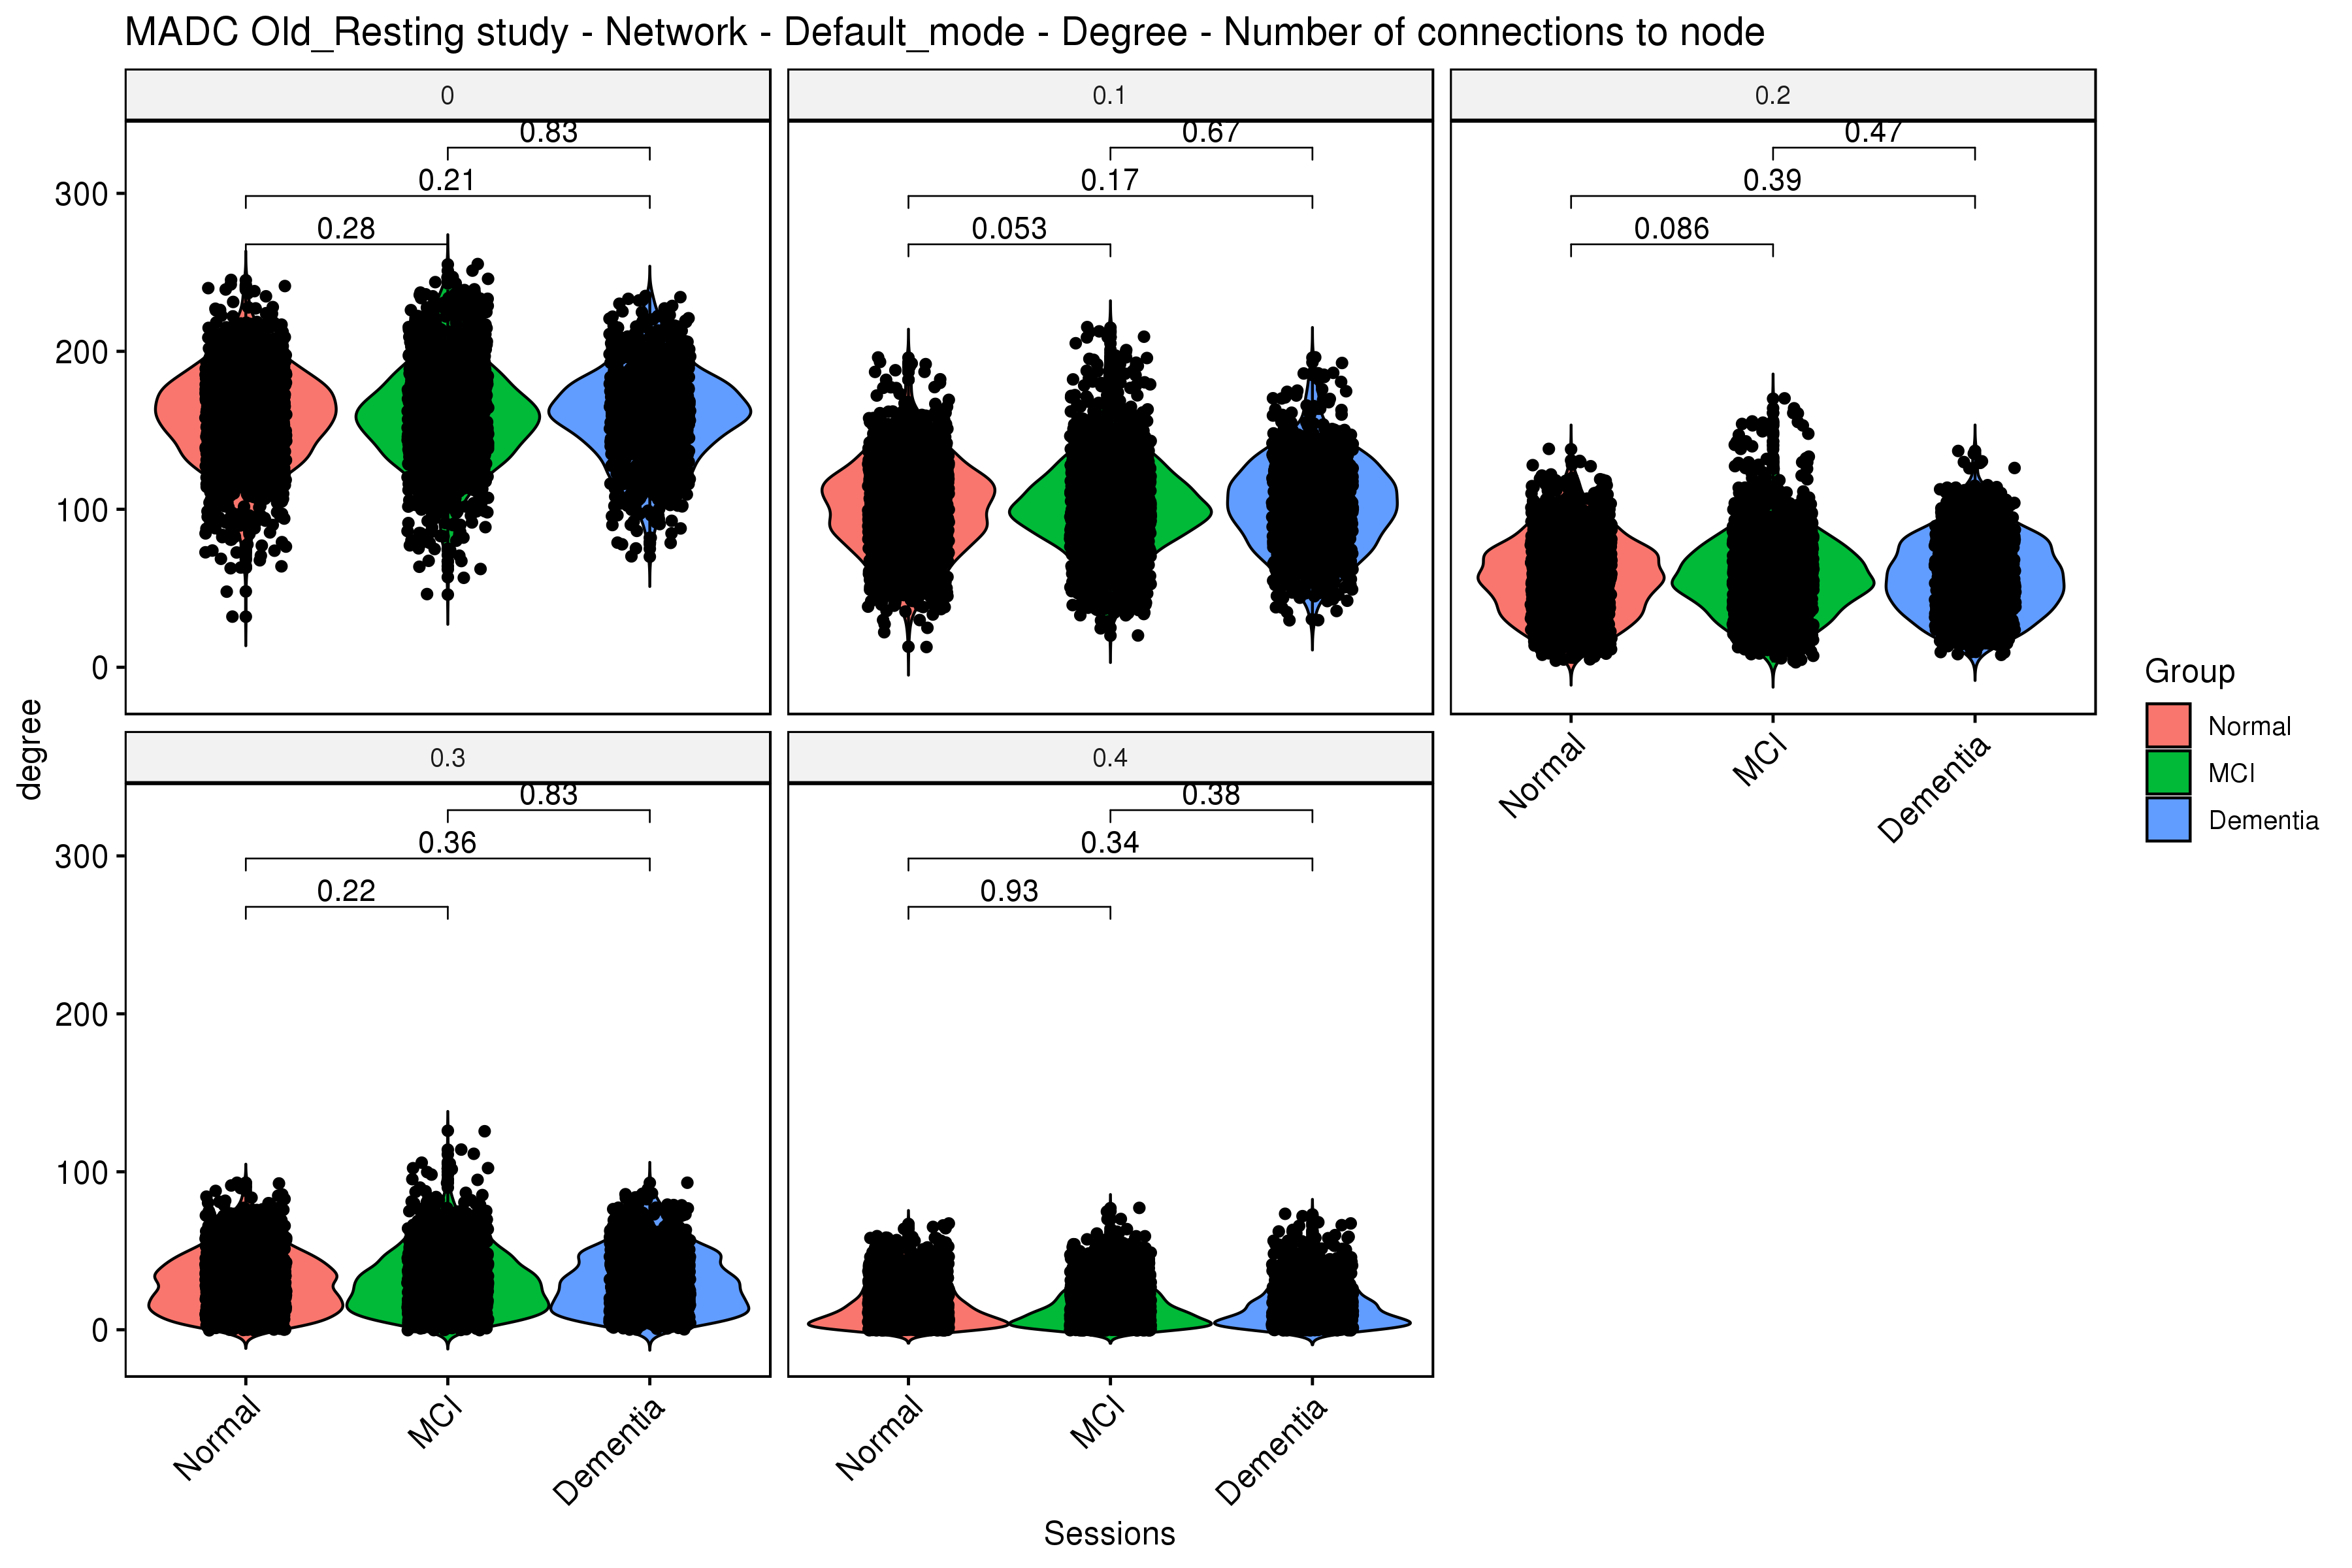 MADC Old_Resting study - Network - Default_mode - Degree - Number of connections to node
0
0.1
0.2
0.83
0.21
0.28
0.67
0.17
0.053
0.47
0.39
0.086
300
200
100
0
degree
Normal
MCI
Dementia
0.3
0.4
0.83
0.36
0.22
0.38
0.34
0.93
300
200
100
0
Normal
MCI
Dementia
Normal
MCI
Dementia
Sessions
Group
Normal
MCI
Dementia